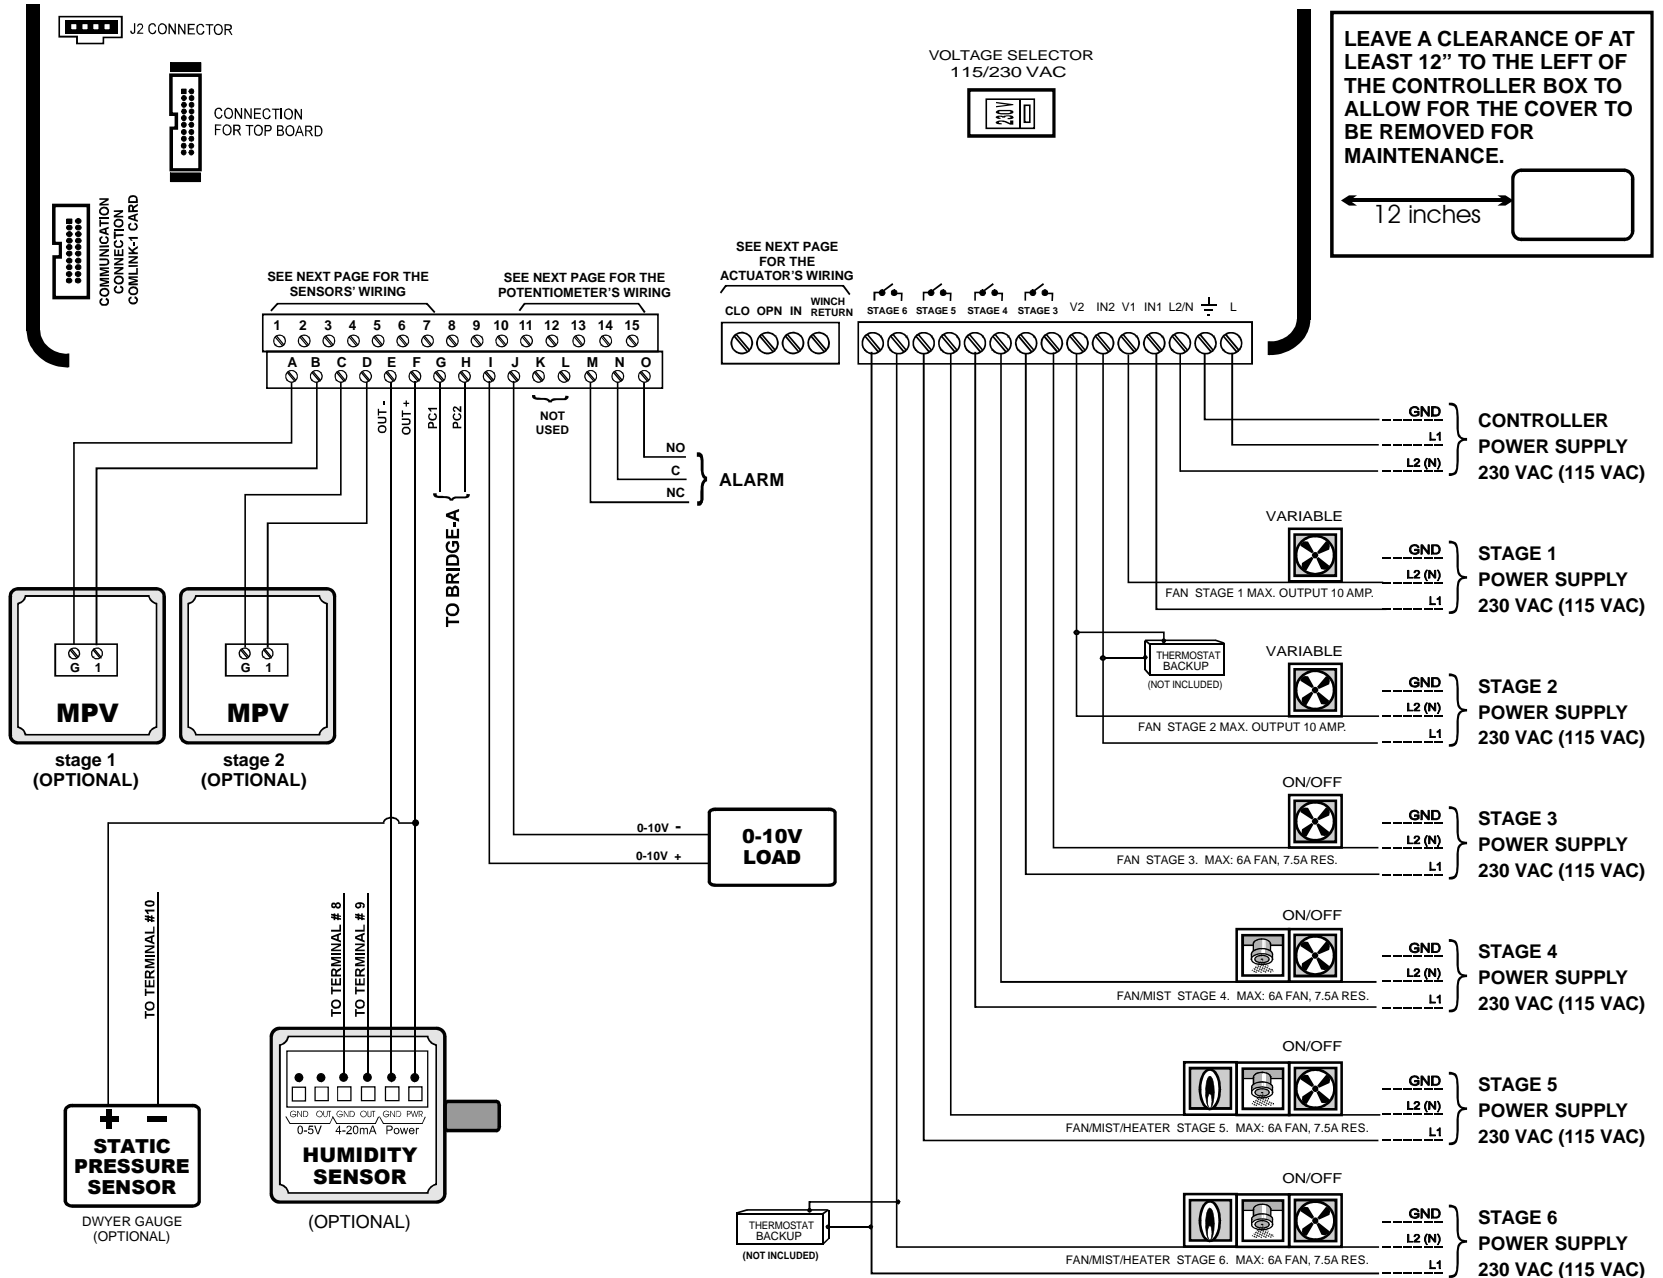 J2 CONNECTOR
CONNECTION
FOR TOP BOARD
COMMUNICATION
CONNECTION
COMLINK-1 CARD
VOLTAGE SELECTOR
115/230 VAC
230V
LEAVE A CLEARANCE OF AT
LEAST 12” TO THE LEFT OF
THE CONTROLLER BOX TO
ALLOW FOR THE COVER TO
BE REMOVED FOR
MAINTENANCE.
12 inches
SEE NEXT PAGE FOR THE
SENSORS' WIRING
SEE NEXT PAGE FOR THE
POTENTIOMETER'S WIRING
1 2 3 4 5 6 7 8 9 10 11 12 13 14 15
A B C D E F G H I J K L M N O
SEE NEXT PAGE
FOR THE
ACTUATOR'S WIRING
CLO OPN IN WINCH
RETURN
STAGE 6 STAGE 5 STAGE 4 STAGE 3 V2 IN2 V1 IN1 L2/N L
OUT -
OUT +
PC1
PC2
NOT
USED
TO BRIDGE-A
NO
C
NC
ALARM
G 1
MPV
stage 1
(OPTIONAL)
G 1
MPV
stage 2
(OPTIONAL)
0-10V -
0-10V +
0-10V
LOAD
TO TERMINAL #10
TO TERMINAL # 8
TO TERMINAL # 9
+ −
STATIC
PRESSURE
SENSOR
DWYER GAUGE
(OPTIONAL)
GND OUT GND OUT GND PWR
0-5V 4-20mA Power
HUMIDITY
SENSOR
(OPTIONAL)
GND
L1
L2 (N)
CONTROLLER
POWER SUPPLY
230 VAC (115 VAC)
VARIABLE
FAN STAGE 1 MAX. OUTPUT 10 AMP.
GND
L2 (N)
L1
STAGE 1
POWER SUPPLY
230 VAC (115 VAC)
THERMOSTAT
BACKUP
(NOT INCLUDED)
VARIABLE
FAN STAGE 2 MAX. OUTPUT 10 AMP.
GND
L2 (N)
L1
STAGE 2
POWER SUPPLY
230 VAC (115 VAC)
ON/OFF
FAN STAGE 3. MAX: 6A FAN, 7.5A RES.
GND
L2 (N)
L1
STAGE 3
POWER SUPPLY
230 VAC (115 VAC)
ON/OFF
FAN/MIST STAGE 4. MAX: 6A FAN, 7.5A RES.
GND
L2 (N)
L1
STAGE 4
POWER SUPPLY
230 VAC (115 VAC)
ON/OFF
FAN/MIST/HEATER STAGE 5. MAX: 6A FAN, 7.5A RES.
GND
L2 (N)
L1
STAGE 5
POWER SUPPLY
230 VAC (115 VAC)
THERMOSTAT
BACKUP
(NOT INCLUDED)
ON/OFF
FAN/MIST/HEATER STAGE 6. MAX: 6A FAN, 7.5A RES.
GND
L2 (N)
L1
STAGE 6
POWER SUPPLY
230 VAC (115 VAC)